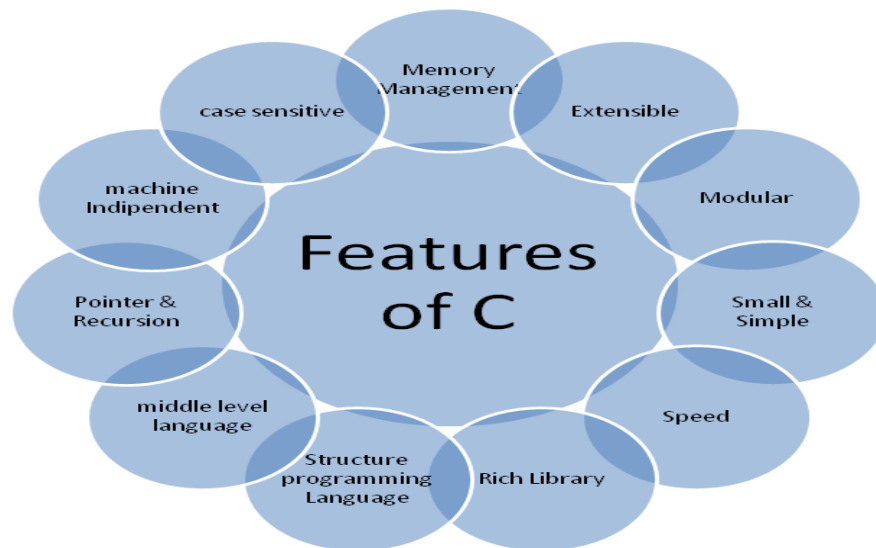 Memory
Management
Extensible
Modular
Small &
Simple
Speed
Rich Library
Structure
programming
Language
middle level
language
Pointer &
Recursion
machine
Indipendent
case sensitive
Features
of C